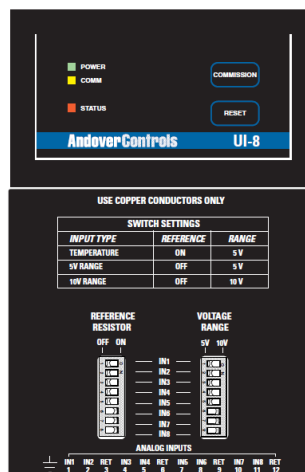 POWER
COMM
COMMISSION
STATUS
RESET
AndoverControls UI-8
USE COPPER CONDUCTORS ONLY
SWITCH SETTINGS
INPUT TYPE REFERENCE RANGE
TEMPERATURE ON 5 V
5V RANGE OFF 5 V
10V RANGE OFF 10 V
REFERENCE RESISTOR
OFF ON
VOLTAGE RANGE
5V 10V
IN1
IN2
IN3
IN4
IN5
IN6
IN7
IN8
ANALOG INPUTS
IN1 IN2 RET IN3 IN4 RET IN5 IN6 RET IN7 IN8 RET
1 2 3 4 5 6 7 8 9 10 11 12